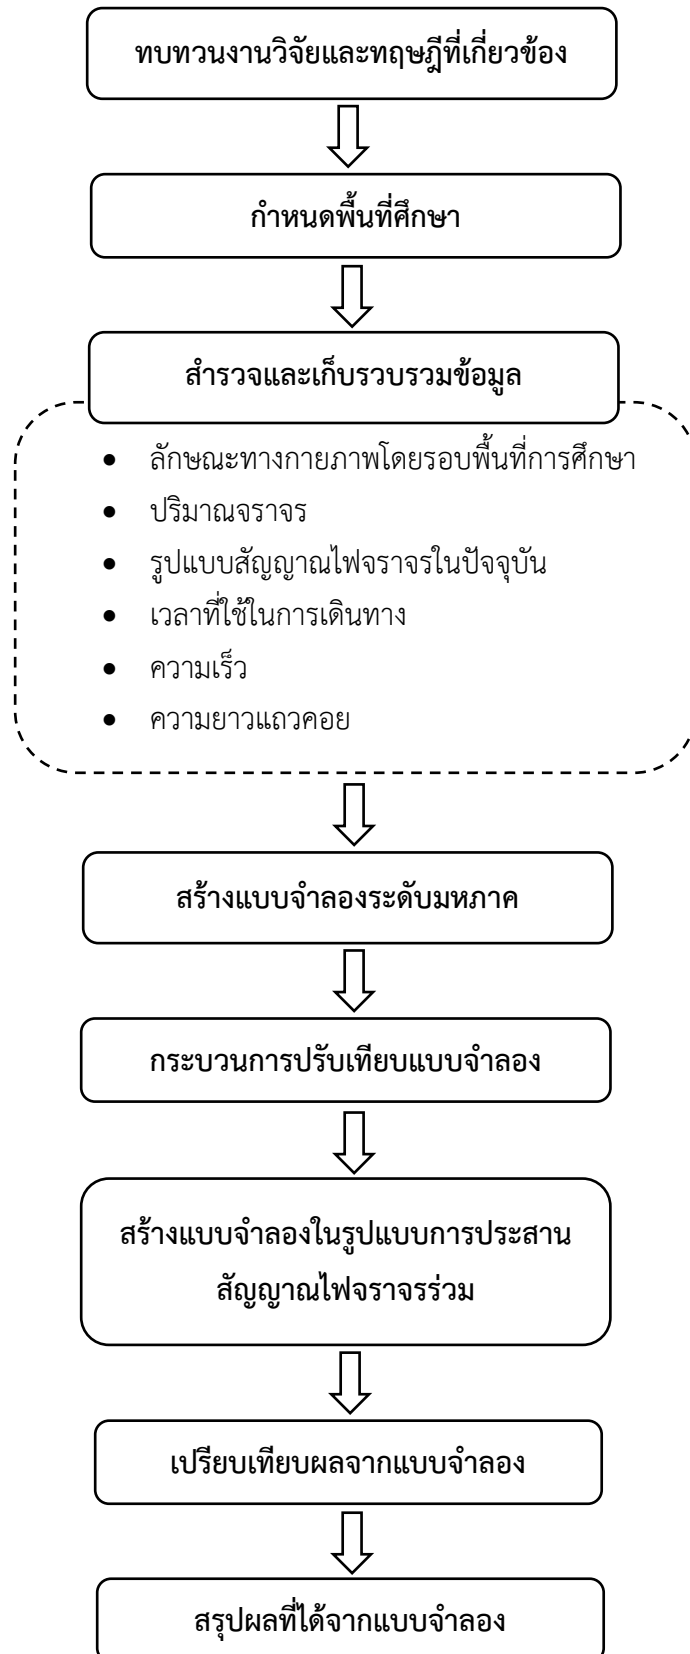 ทบทวนงานวิจัยและทฤษฎีที่เกี่ยวข้อง
กำหนดพื้นที่ศึกษา
สำรวจและเก็บรวบรวมข้อมูล
• ลักษณะทางกายภาพโดยรอบพื้นที่การศึกษา
• ปริมาณจราจร
• รูปแบบสัญญาณไฟจราจรในปัจจุบัน
• เวลาที่ใช้ในการเดินทาง
• ความเร็ว
• ความยาวแถวคอย
สร้างแบบจำลองระดับมหภาค
กระบวนการปรับเทียบแบบจำลอง
สร้างแบบจำลองในรูปแบบการประสาน
สัญญาณไฟจราจรร่วม
เปรียบเทียบผลจากแบบจำลอง
สรุปผลที่ได้จากแบบจำลอง